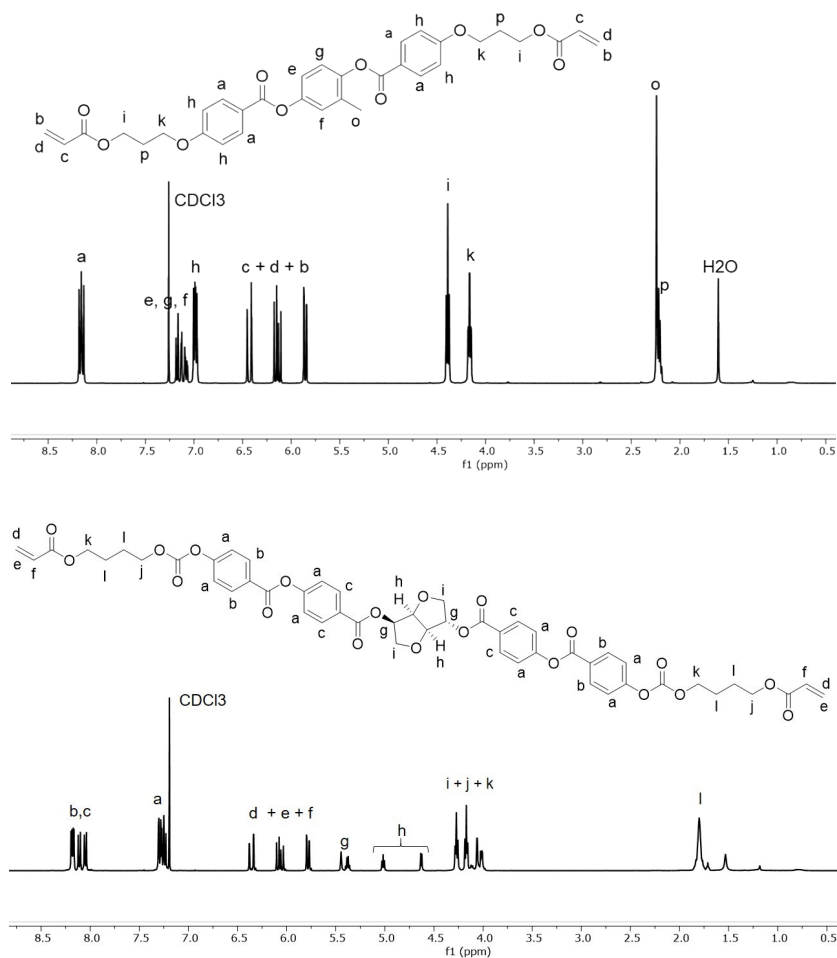 h p O c
a k i O d
g O h O b
e O a
O a O
b O i k h O f o
d c O p O a
h
o
CDCl3
i
a h c + d + b k H2O
e, g, f p
8.5 8.0 7.5 7.0 6.5 6.0 5.5 5.0 4.5 4.0 3.5 3.0 2.5 2.0 1.5 1.0 0.5
f1 (ppm)
d O k l O O a b
e f O l j O a O a c h O i
b O a c O H g O c a
g O H O c a O b a
i h O b a O O k l O f d
l j O e
CDCl3
i + j + k
b,c a d + e + f g h l
8.5 8.0 7.5 7.0 6.5 6.0 5.5 5.0 4.5 4.0 3.5 3.0 2.5 2.0 1.5 1.0 0.5
f1 (ppm)